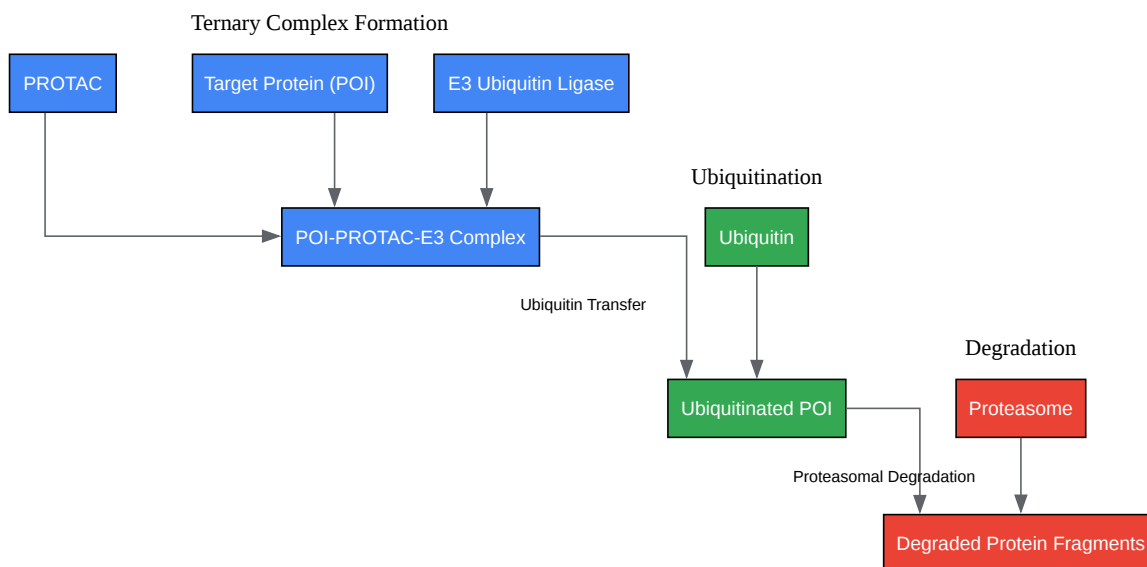 Ternary Complex Formation
PROTAC
Target Protein (POI)
E3 Ubiquitin Ligase
Ubiquitination
POI-PROTAC-E3 Complex
Ubiquitin
Ubiquitin Transfer
Degradation
Ubiquitinated POI
Proteasome
Proteasomal Degradation
Degraded Protein Fragments